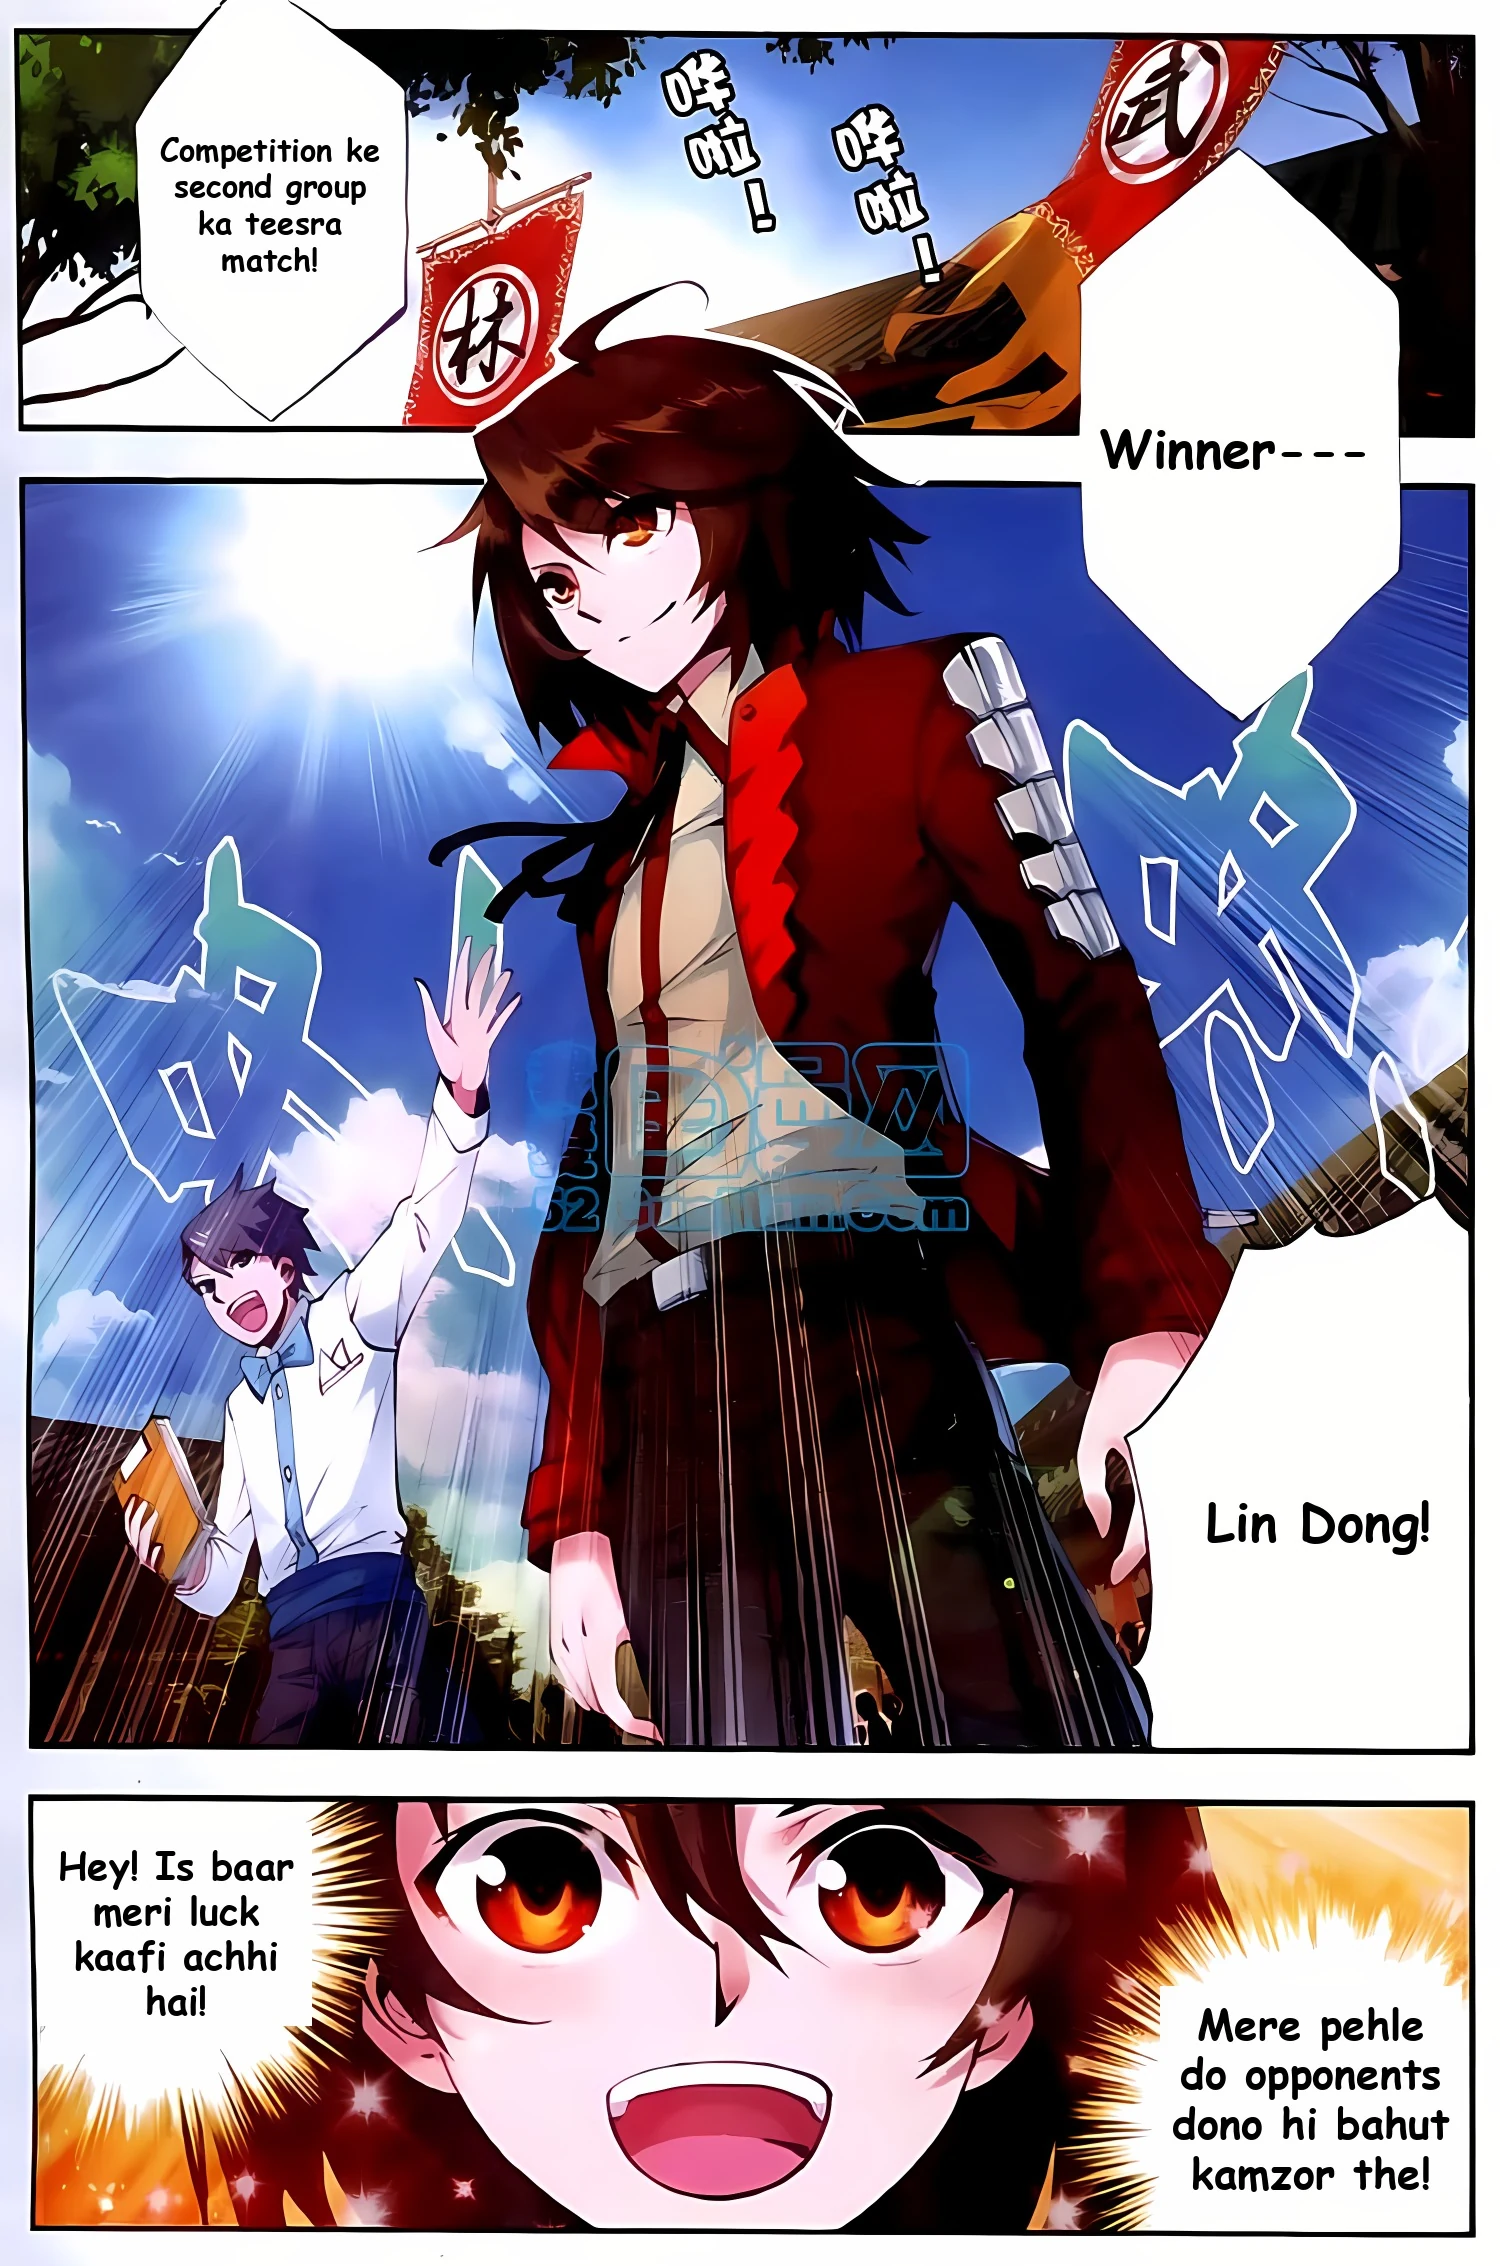 Competition ke
second group
ka teesra
match!
哗啦!
哗啦!
武
林
Winner---
Lin Dong!
Hey! Is baar
meri luck
kaafi achhi
hai!
Mere pehle
do opponents
dono hi bahut
kamzor the!